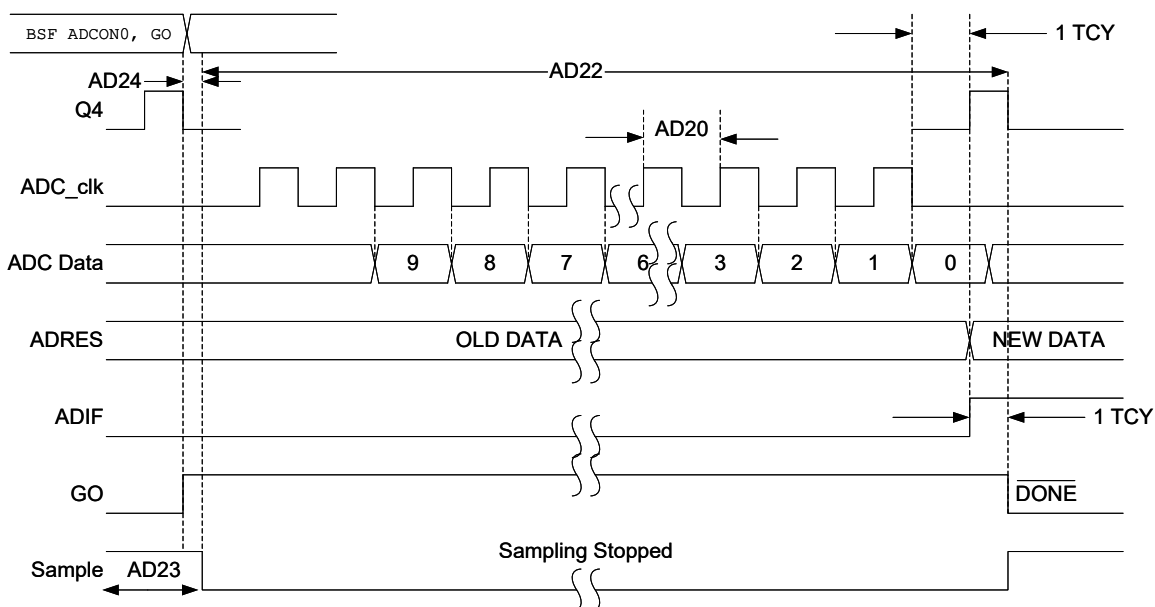 BSF ADCON0, GO
1 TCY
AD24
AD22
Q4
AD20
ADC_clk
ADC Data
9 8 7 6 3 2 1 0
ADRES
OLD DATA
NEW DATA
ADIF
1 TCY
GO
DONE
Sampling Stopped
Sample
AD23